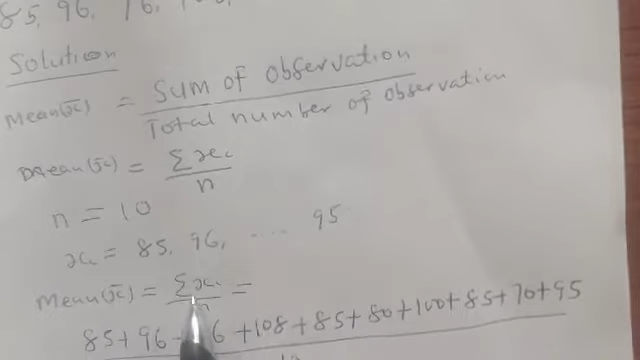 85, 96, 76,
Solution
Mean(x̄) = Sum of observation / Total number of observation
Mean(x̄) = Σxi / n
n = 10
xi = 85, 96, .... 95
Mean(x̄) = Σxi / n =
85+96 6+108+85+80+100+85+70+95